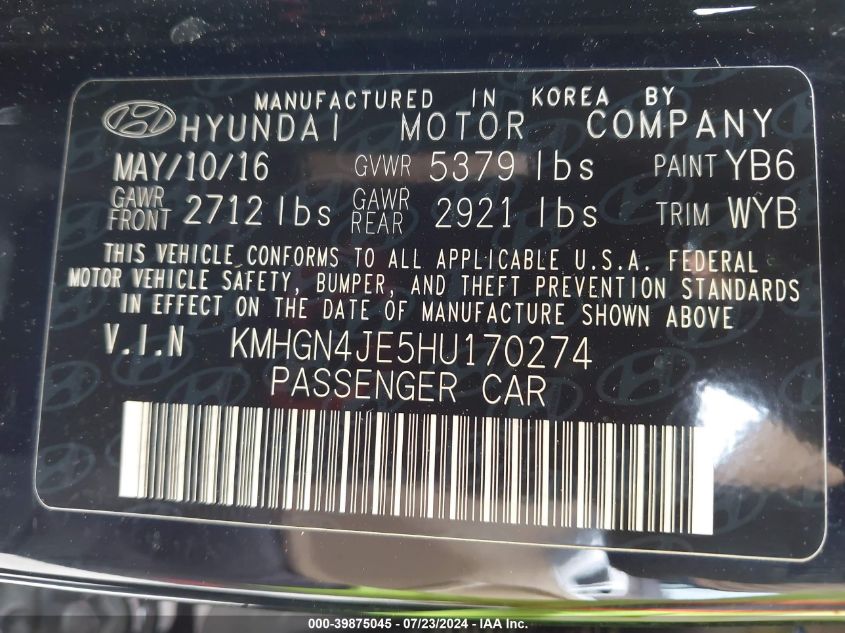 MANUFACTURED IN KOREA BY
HYUNDAI MOTOR COMPANY
MAY/10/16 GVWR 5379 lbs PAINT YB6
GAWR FRONT 2712 lbs GAWR REAR 2921 lbs TRIM WYB
THIS VEHICLE CONFORMS TO ALL APPLICABLE U.S.A. FEDERAL
MOTOR VEHICLE SAFETY, BUMPER, AND THEFT PREVENTION STANDARDS
IN EFFECT ON THE DATE OF MANUFACTURE SHOWN ABOVE
V.I.N KMHGN4JE5HU170274
PASSENGER CAR
000-39875045 - 07/23/2024 - IAA Inc.